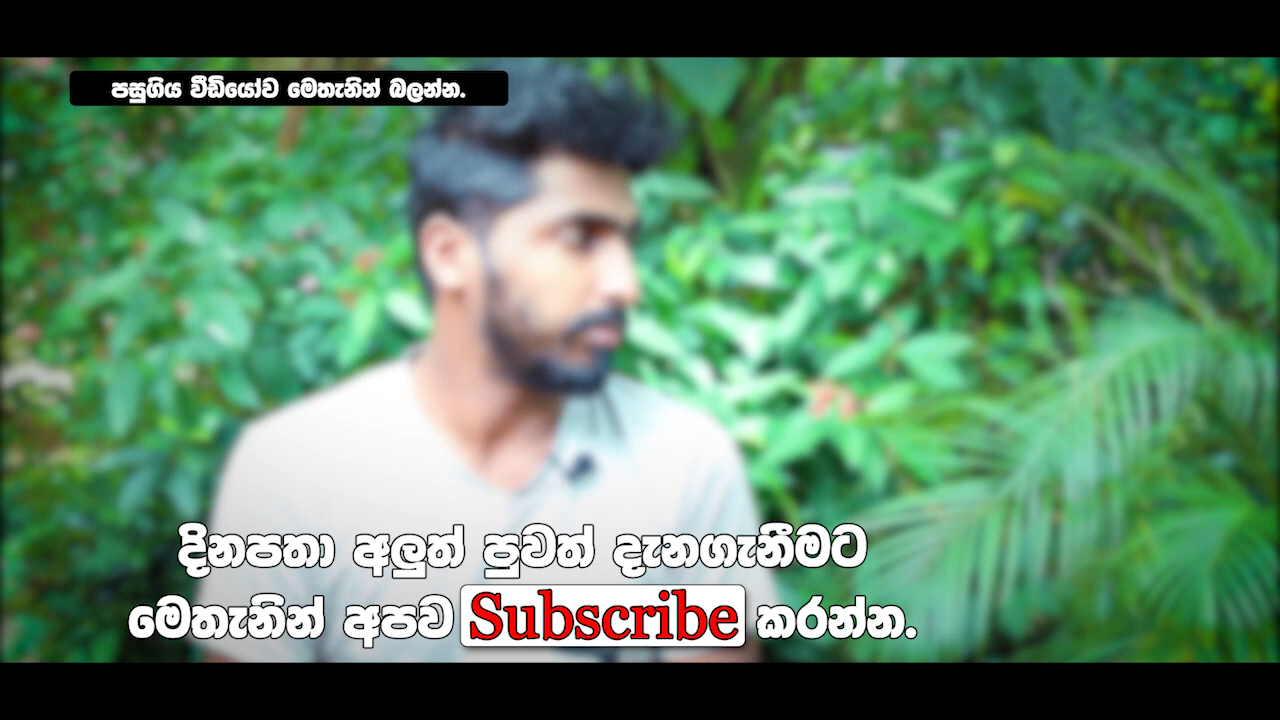 පසුගිය වීඩියෝව මෙතැනින් බලන්න.
දිනපතා අලුත් පුවත් දැනගැනීමට
මෙතැනින් අපව Subscribe කරන්න.